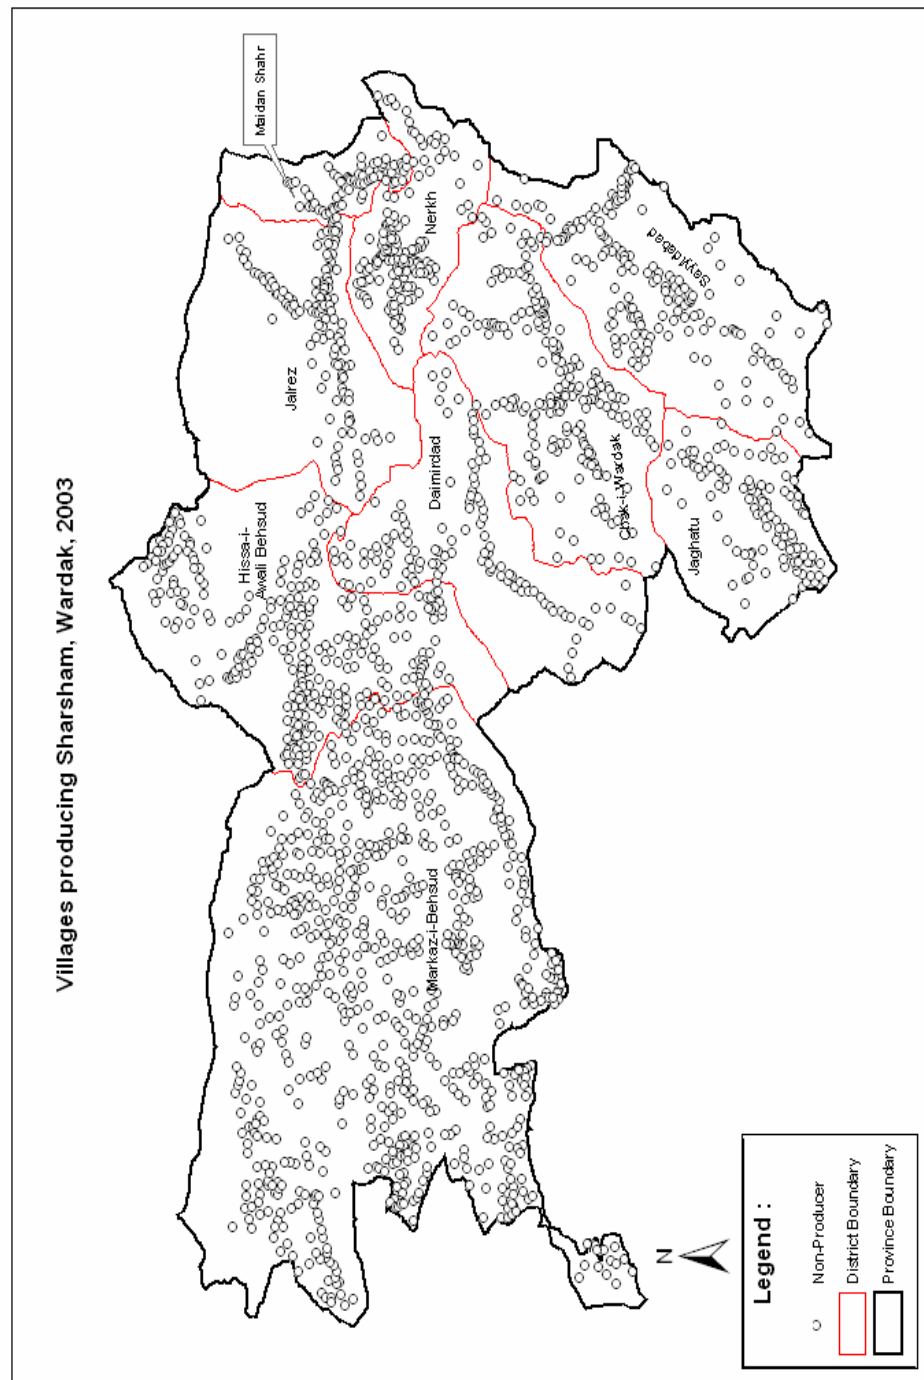 Villages producing Sharsham, Wardak, 2003
Maidan Shahr
Jalrez
Nerkh
Hissa-i-
Awali Behsud
Daimirdad
Sayyidabad
Chak-i-Wardak
Jaghatu
Markaz-i-Behsud
N
Legend :
Non-Producer
District Boundary
Province Boundary